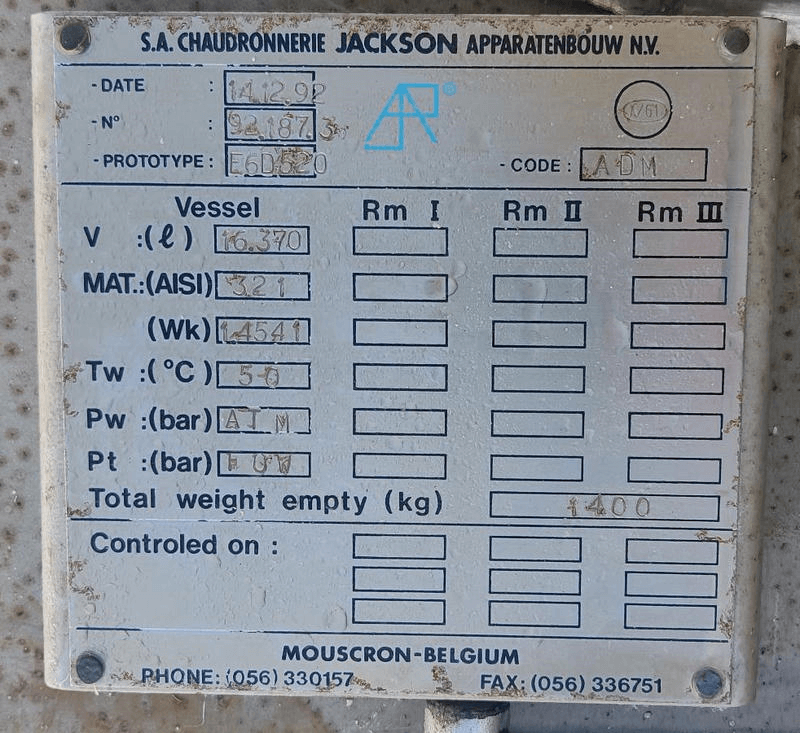 S.A. CHAUDRONNERIE JACKSON APPARATENBOUW N.V.
- DATE : 14.12.92
- N° : 92.187.3
- PROTOTYPE : E6D520 - CODE : ADM
Vessel Rm I Rm II Rm III
V :(ℓ) 16.370
MAT.:(AISI) 321
(Wk) 1.4541
Tw :(°C) 50
Pw :(bar) ATM
Pt :(bar)
Total weight empty (kg) 1400
Controled on :
MOUSCRON-BELGIUM
PHONE: (056) 330157 FAX: (056) 336751